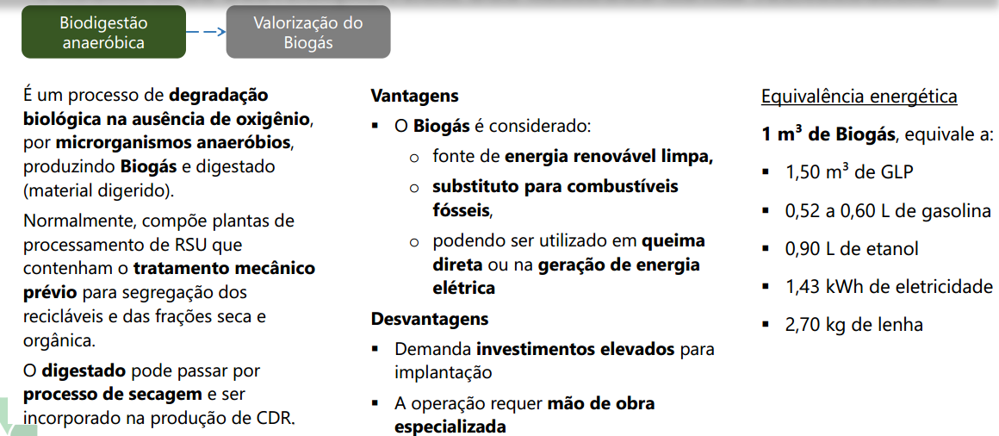 Biodigestão
anaeróbica
Valorização do
Biogás
É um processo de degradação
biológica na ausência de oxigênio,
por microrganismos anaeróbios,
produzindo Biogás e digestado
(material digerido).
Normalmente, compõe plantas de
processamento de RSU que
contenham o tratamento mecânico
prévio para segregação dos
recicláveis e das frações seca e
orgânica.
O digestado pode passar por
processo de secagem e ser
incorporado na produção de CDR.
Vantagens
▪ O Biogás é considerado:
o fonte de energia renovável limpa,
o substituto para combustíveis
fósseis,
o podendo ser utilizado em queima
direta ou na geração de energia
elétrica
Desvantagens
▪ Demanda investimentos elevados para
implantação
▪ A operação requer mão de obra
especializada
Equivalência energética
1 m³ de Biogás, equivale a:
▪ 1,50 m³ de GLP
▪ 0,52 a 0,60 L de gasolina
▪ 0,90 L de etanol
▪ 1,43 kWh de eletricidade
▪ 2,70 kg de lenha